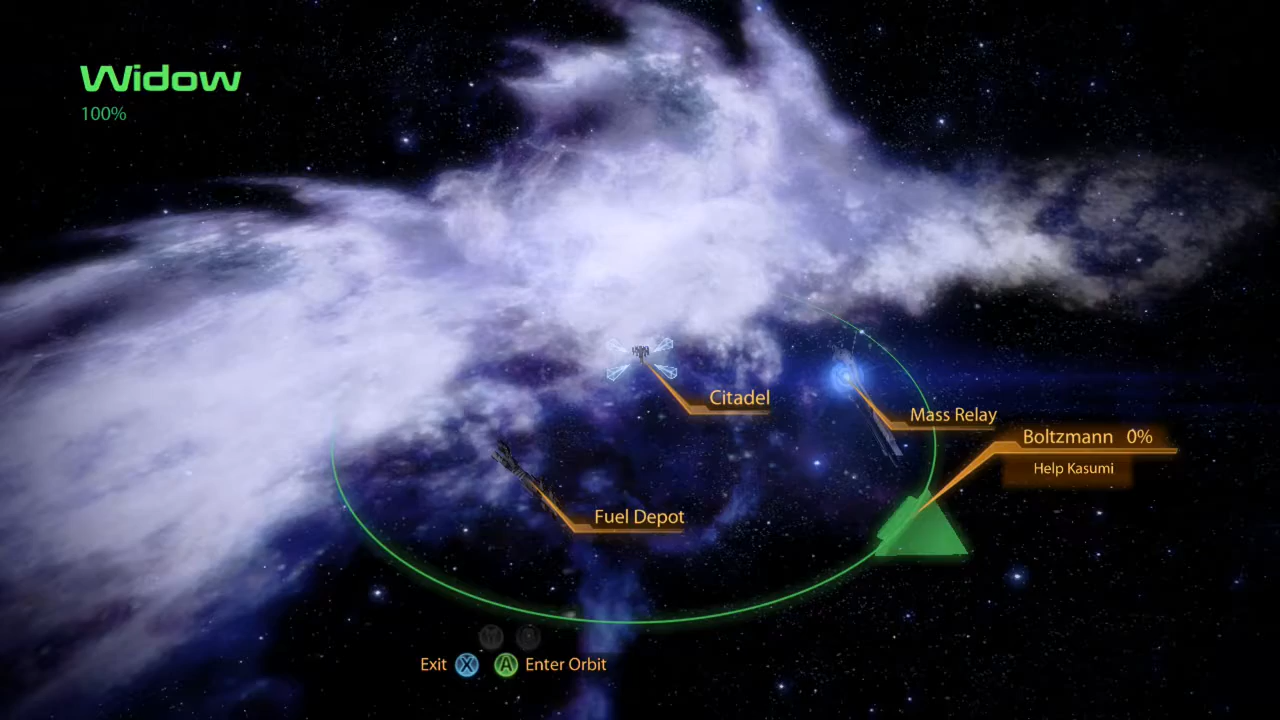 Widow
100%
Citadel
Mass Relay
Boltzmann 0%
Help Kasumi
Fuel Depot
Exit X A Enter Orbit